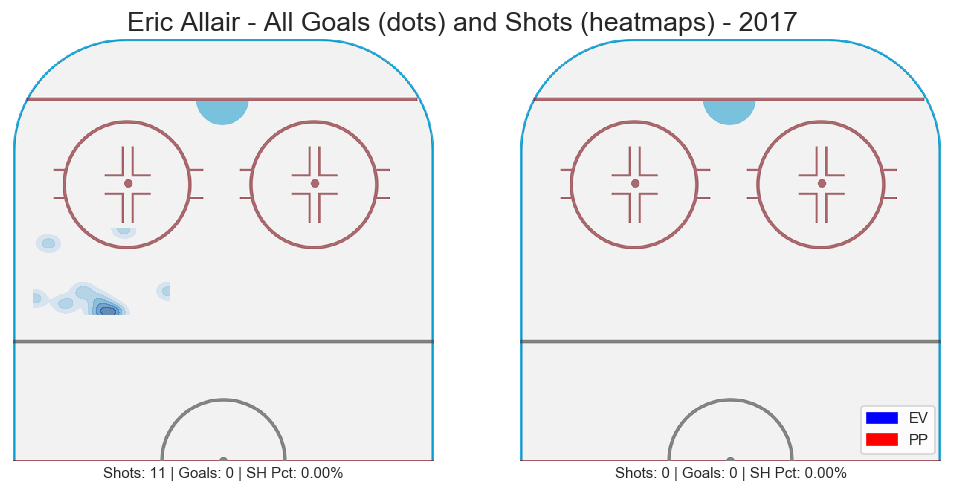 Eric Allair - All Goals (dots) and Shots (heatmaps) - 2017
EV
PP
Shots: 11 | Goals: 0 | SH Pct: 0.00%
Shots: 0 | Goals: 0 | SH Pct: 0.00%